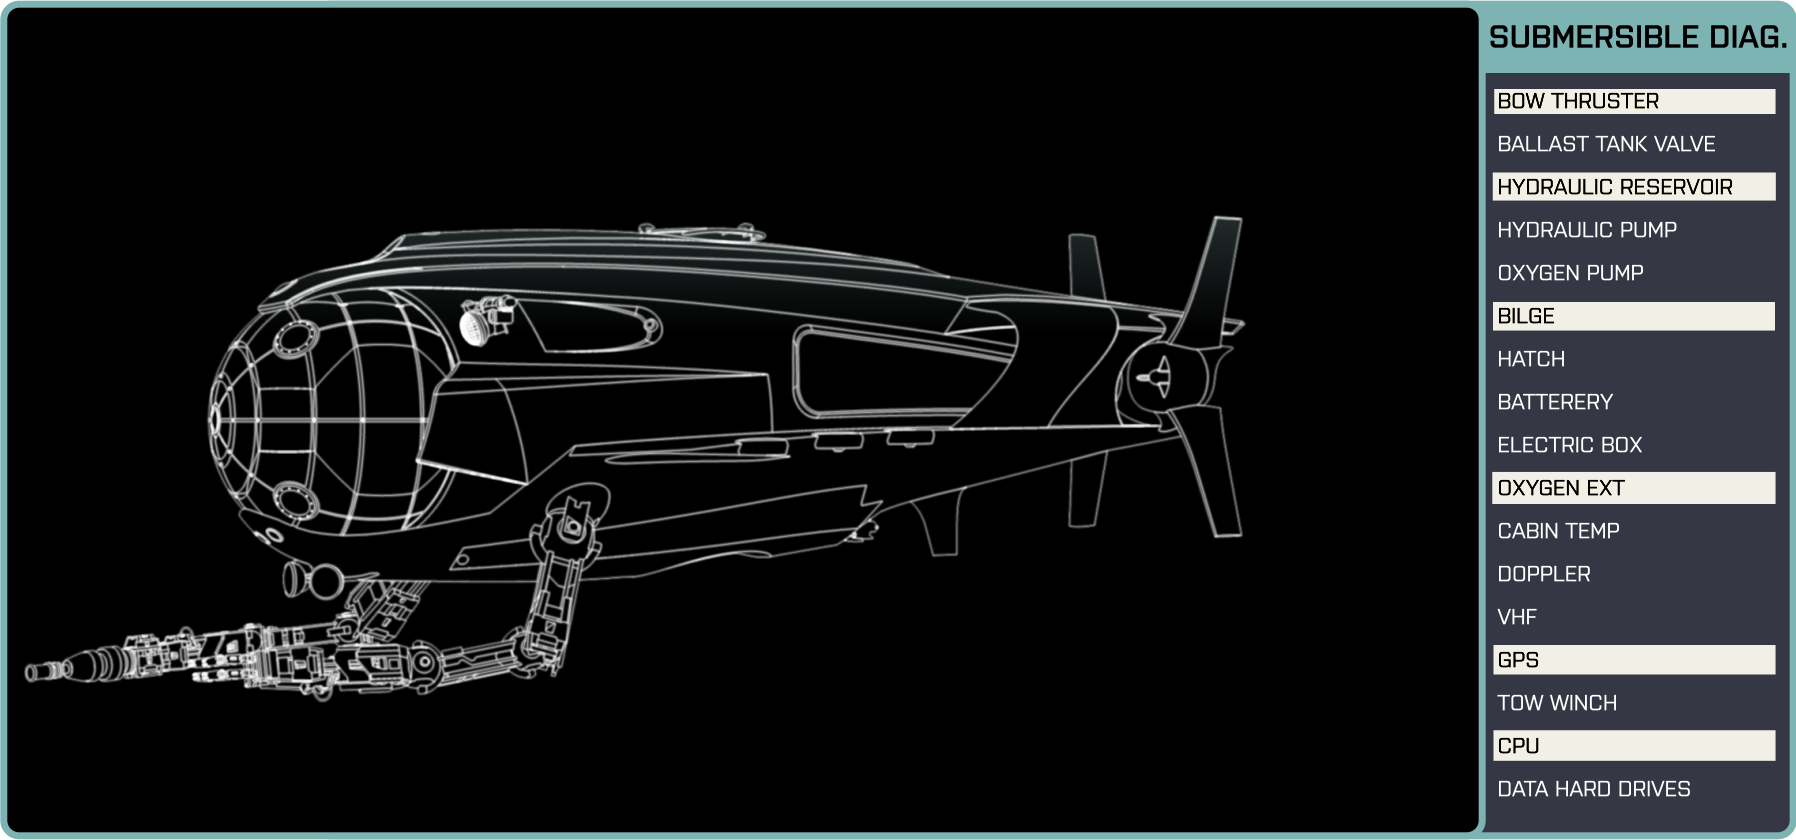 SUBMERSIBLE DIAG.
BOW THRUSTER
BALLAST TANK VALVE
HYDRAULIC RESERVOIR
HYDRAULIC PUMP
OXYGEN PUMP
BILGE
HATCH
BATTERERY
ELECTRIC BOX
OXYGEN EXT
CABIN TEMP
DOPPLER
VHF
GPS
TOW WINCH
CPU
DATA HARD DRIVES